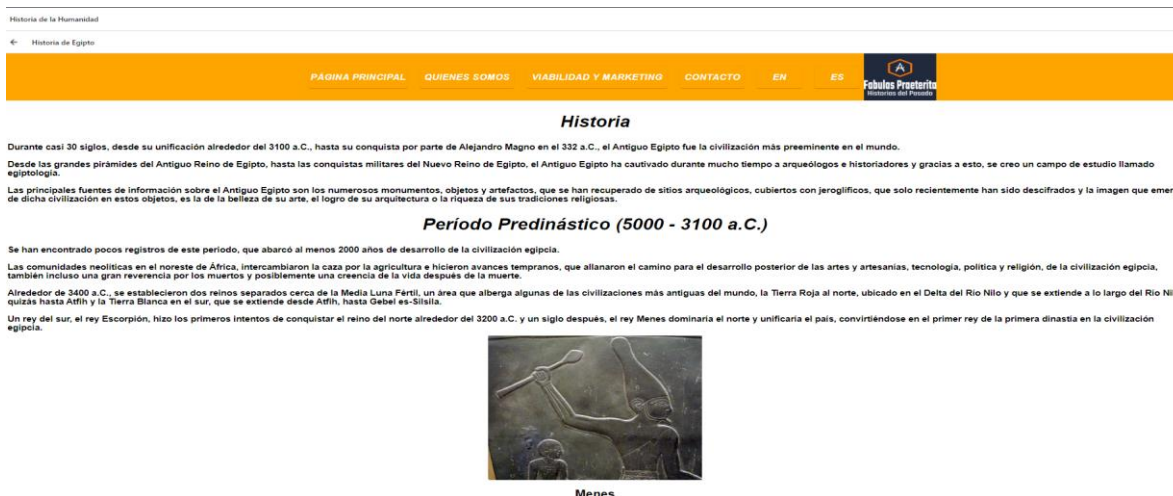 Historia de la Humanidad
← Historia de Egipto
PÁGINA PRINCIPAL QUIENES SOMOS VIABILIDAD Y MARKETING CONTACTO EN ES
Fabulas Praeterita
Historias del Pasado
Historia
Durante casi 30 siglos, desde su unificación alrededor del 3100 a.C., hasta su conquista por parte de Alejandro Magno en el 332 a.C., el Antiguo Egipto fue la civilización más preeminente en el mundo.
Desde las grandes pirámides del Antiguo Reino de Egipto, hasta las conquistas militares del Nuevo Reino de Egipto, el Antiguo Egipto ha cautivado durante mucho tiempo a arqueólogos e historiadores y gracias a esto, se creo un campo de estudio llamado
egiptología.
Las principales fuentes de información sobre el Antiguo Egipto son los numerosos monumentos, objetos y artefactos, que se han recuperado de sitios arqueológicos, cubiertos con jeroglíficos, que solo recientemente han sido descifrados y la imagen que emer
de dicha civilización en estos objetos, es la de la belleza de su arte, el logro de su arquitectura o la riqueza de sus tradiciones religiosas.
Período Predinástico (5000 - 3100 a.C.)
Se han encontrado pocos registros de este periodo, que abarcó al menos 2000 años de desarrollo de la civilización egipcia.
Las comunidades neolíticas en el noreste de África, intercambiaron la caza por la agricultura e hicieron avances tempranos, que allanaron el camino para el desarrollo posterior de las artes y artesanías, tecnología, política y religión, de la civilización egipcia,
también incluso una gran reverencia por los muertos y posiblemente una creencia de la vida después de la muerte.
Alrededor de 3400 a.C., se establecieron dos reinos separados cerca de la Media Luna Fértil, un área que alberga algunas de las civilizaciones más antiguas del mundo, la Tierra Roja al norte, ubicado en el Delta del Río Nilo y que se extiende a lo largo del Río Nil
quizás hasta Atfih y la Tierra Blanca en el sur, que se extiende desde Atfih, hasta Gebel es-Silsila.
Un rey del sur, el rey Escorpión, hizo los primeros intentos de conquistar el reino del norte alrededor del 3200 a.C. y un siglo después, el rey Menes dominaría el norte y unificaría el país, convirtiéndose en el primer rey de la primera dinastía en la civilización
egipcia.
Menes